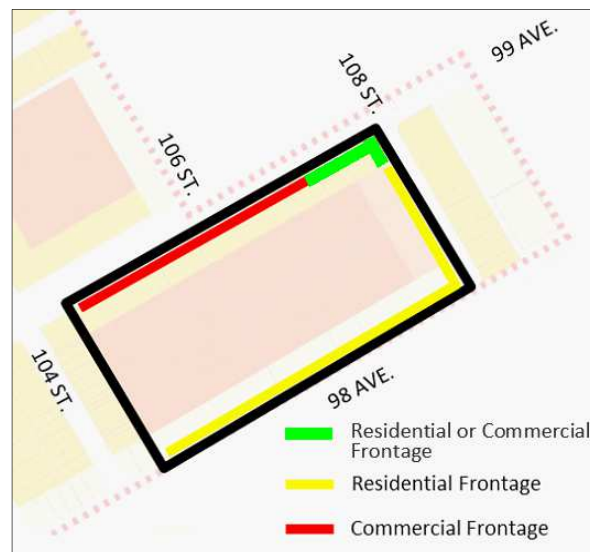 99 AVE.
108 ST.
106 ST.
104 ST.
98 AVE.
Residential or Commercial
Frontage
Residential Frontage
Commercial Frontage